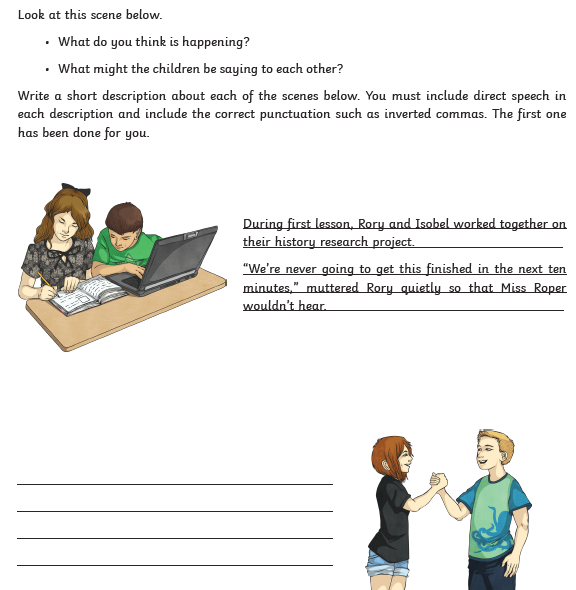 Look at this scene below.
• What do you think is happening?
• What might the children be saying to each other?
Write a short description about each of the scenes below. You must include direct speech in
each description and include the correct punctuation such as inverted commas. The first one
has been done for you.
During first lesson, Rory and Isobel worked together on
their history research project.
“We’re never going to get this finished in the next ten
minutes,” muttered Rory quietly so that Miss Roper
wouldn’t hear.